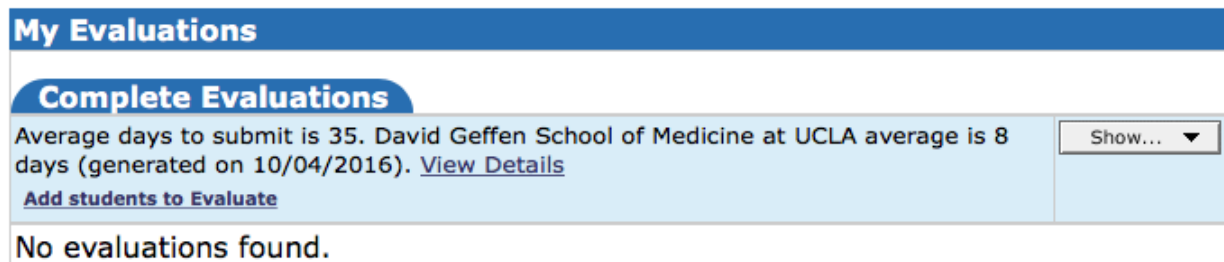 My Evaluations
Complete Evaluations
Average days to submit is 35. David Geffen School of Medicine at UCLA average is 8
days (generated on 10/04/2016). View Details
Show...
Add students to Evaluate
No evaluations found.